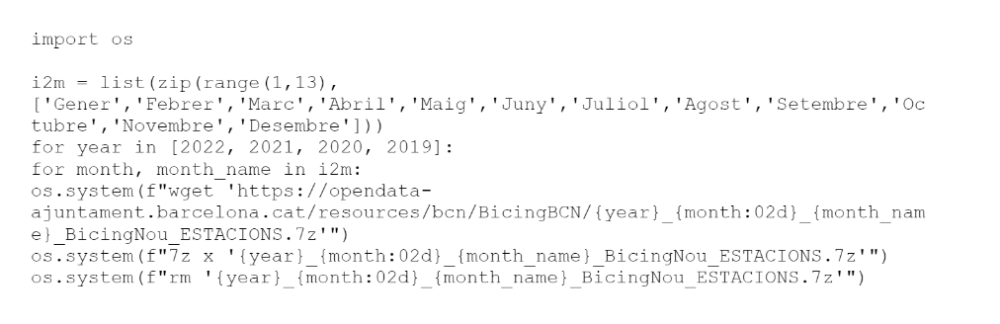 import os
i2m = list(zip(range(1,13),
['Gener','Febrer','Marc','Abril','Maig','Juny','Juliol','Agost','Setembre','Oc
tubre','Novembre','Desembre']))
for year in [2022, 2021, 2020, 2019]:
for month, month_name in i2m:
os.system(f"wget 'https://opendata-
ajuntament.barcelona.cat/resources/bcn/BicingBCN/{year}_{month:02d}_{month_nam
e}_BicingNou_ESTACIONS.7z'")
os.system(f"7z x '{year}_{month:02d}_{month_name}_BicingNou_ESTACIONS.7z'")
os.system(f"rm '{year}_{month:02d}_{month_name}_BicingNou_ESTACIONS.7z'")